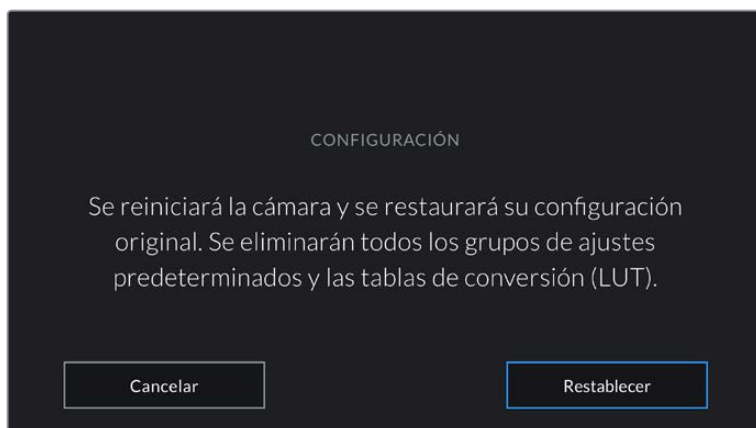 CONFIGURACIÓN
Se reiniciará la cámara y se restaurará su configuración
original. Se eliminarán todos los grupos de ajustes
predeterminados y las tablas de conversión (LUT).
Cancelar
Restablecer